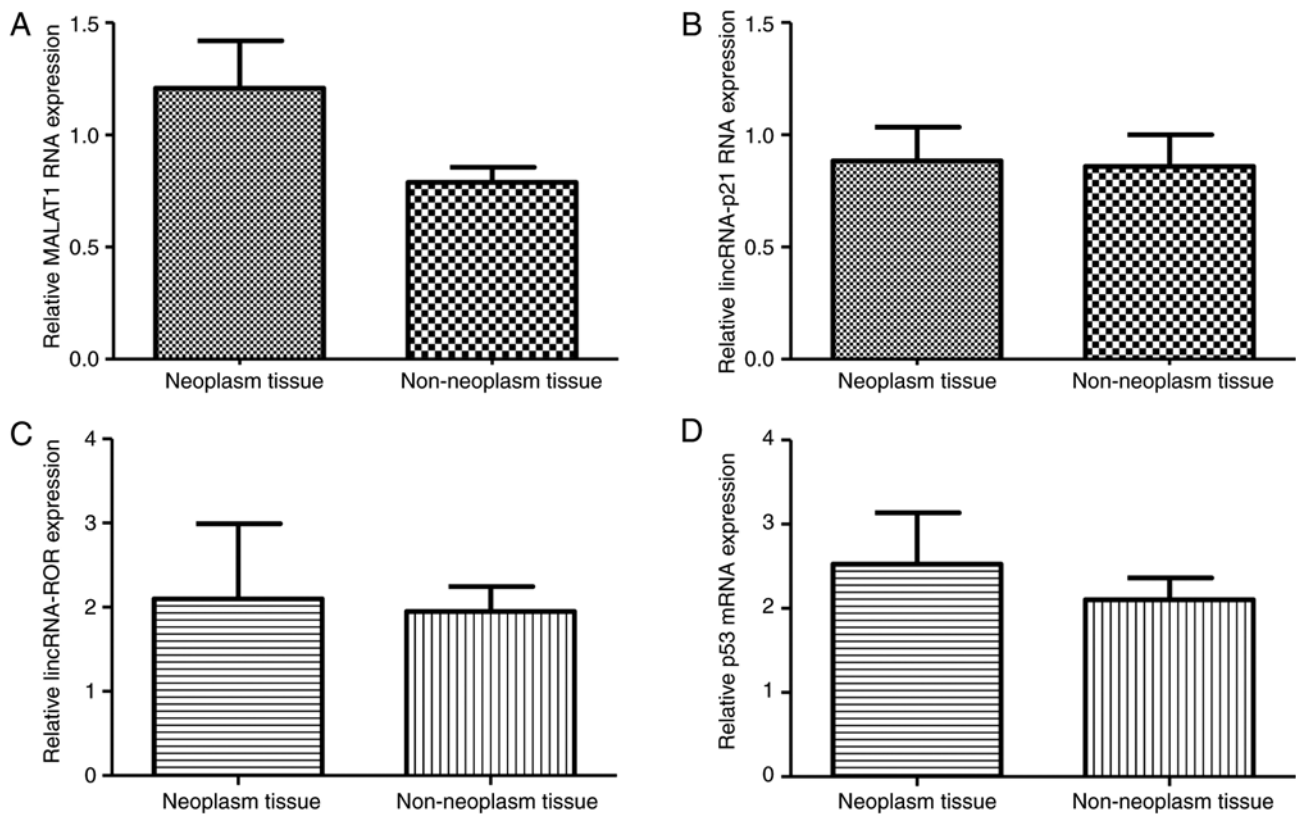 A
Relative MALAT1 RNA expression
1.5
1.0
0.5
0.0
Neoplasm tissue
Non-neoplasm tissue
B
Relative lincRNA-p21 RNA expression
1.5
1.0
0.5
0.0
Neoplasm tissue
Non-neoplasm tissue
C
Relative lincRNA-ROR expression
4
3
2
1
0
Neoplasm tissue
Non-neoplasm tissue
D
Relative p53 mRNA expression
4
3
2
1
0
Neoplasm tissue
Non-neoplasm tissue